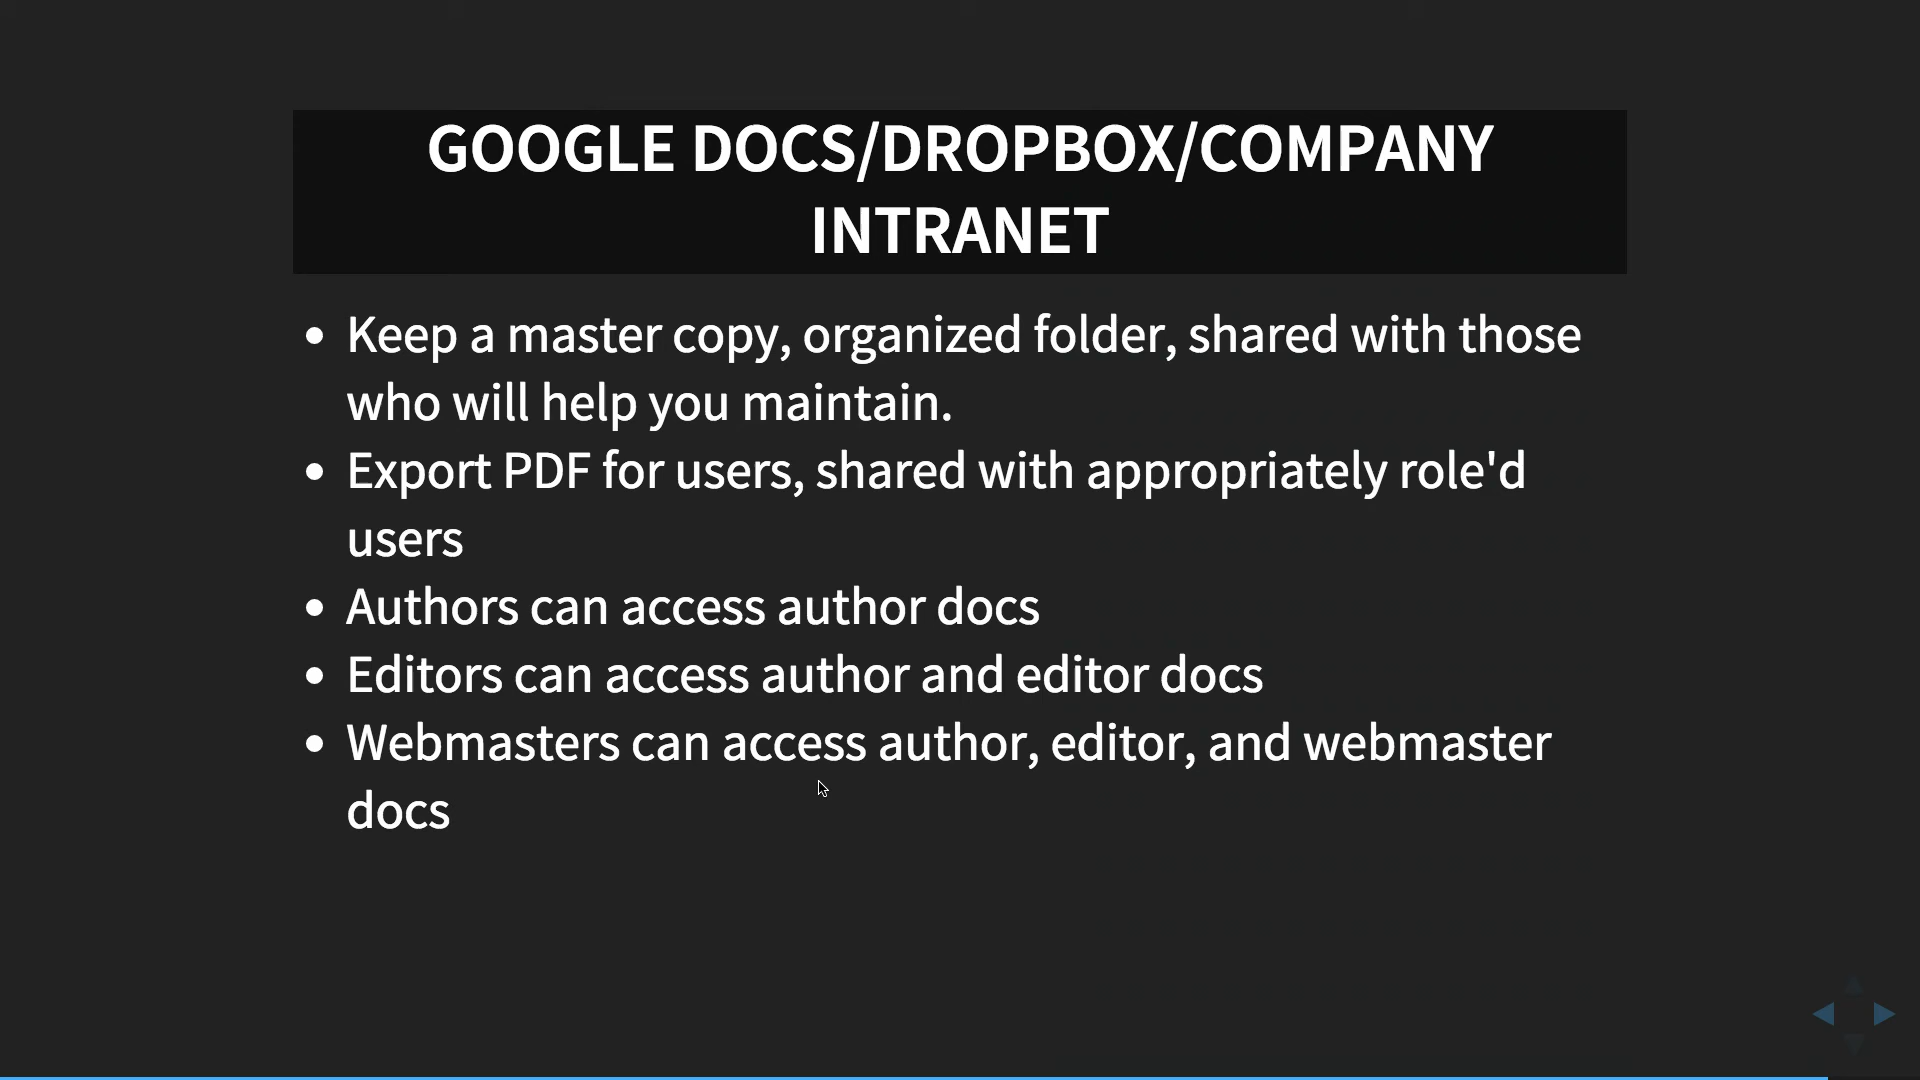 GOOGLE DOCS/DROPBOX/COMPANY
INTRANET
• Keep a master copy, organized folder, shared with those
who will help you maintain.
• Export PDF for users, shared with appropriately role'd
users
• Authors can access author docs
• Editors can access author and editor docs
• Webmasters can access author, editor, and webmaster
docs